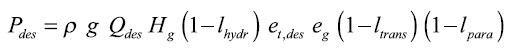 P_des = ρ g Q_des H_g (1−l_hydr) e_t,des e_g (1−l_trans) (1−l_para)